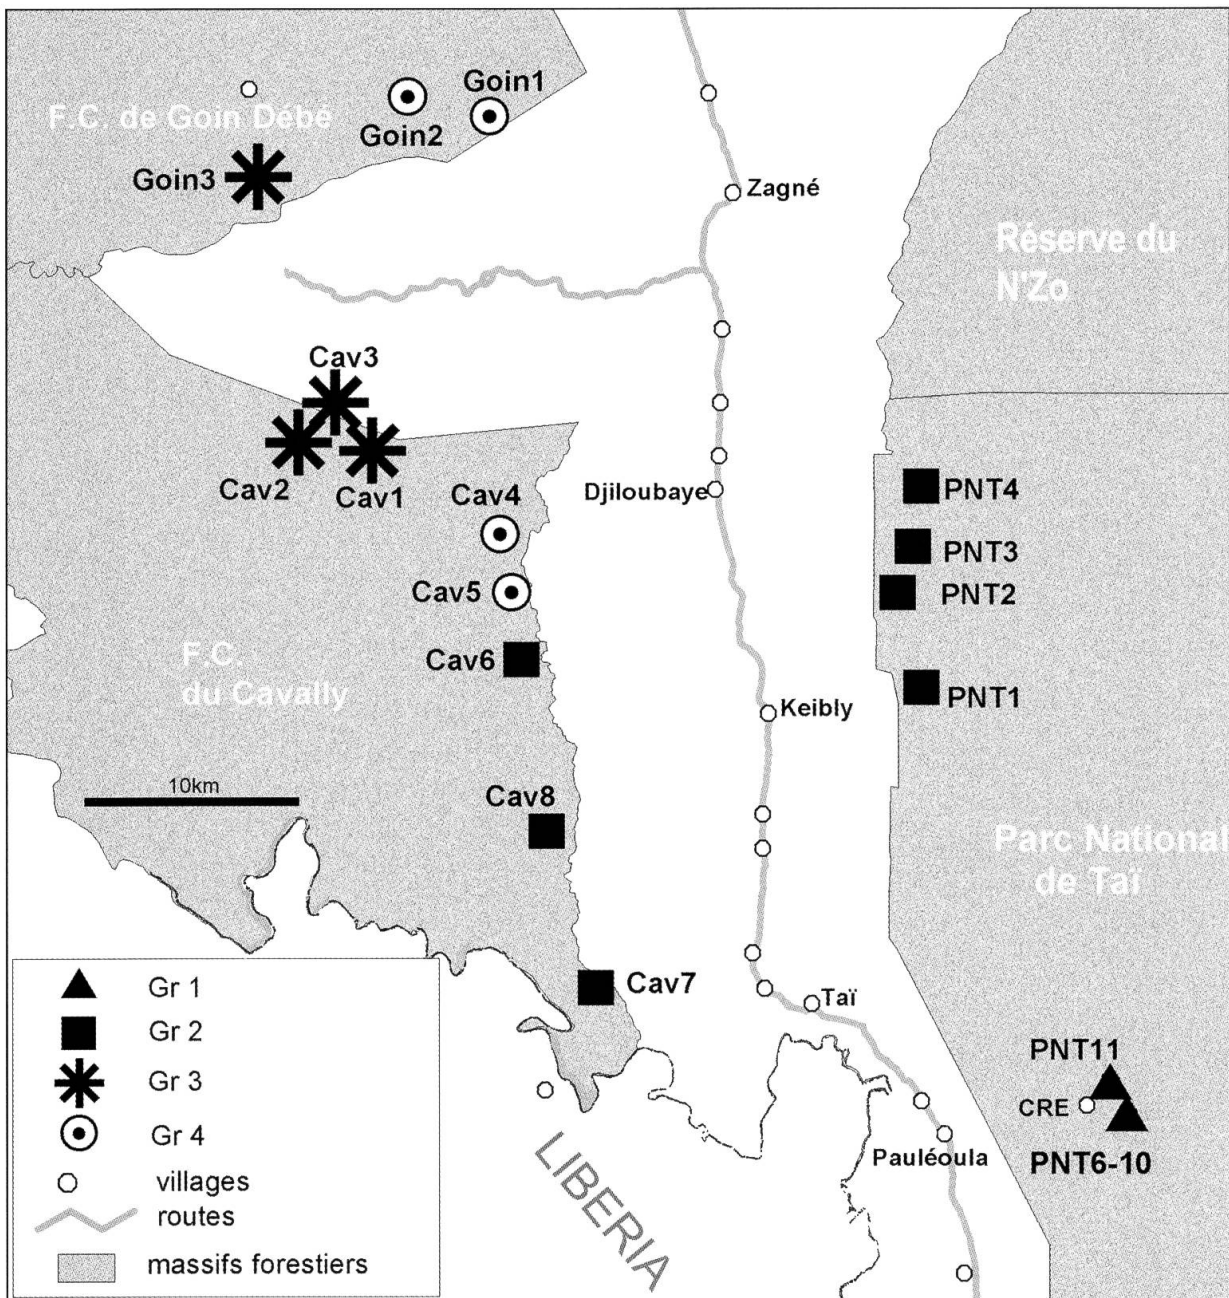 Goin1
Goin2
F.C. de Goin Débé
Goin3
Zagné
Réserve du
N'Zo
Cav3
Cav2
Cav1
Cav4
Djiloubaye
PNT4
PNT3
PNT2
Cav5
Cav6
F.C.
du Cavally
PNT1
Keibly
10km
Cav8
Parc National
de Taï
Cav7
Taï
PNT11
CRE
PNT6-10
Pauléoula
LIBERIA
Gr 1
Gr 2
Gr 3
Gr 4
villages
routes
massifs forestiers